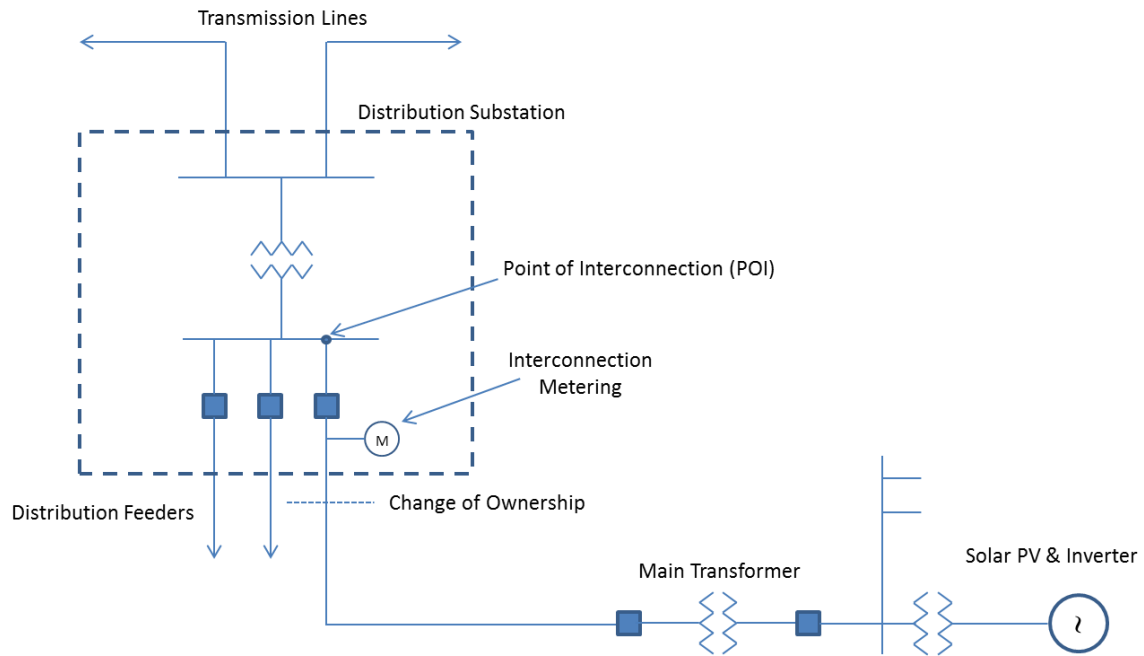 Transmission Lines
Distribution Substation
Point of Interconnection (POI)
Interconnection
Metering
M
Change of Ownership
Distribution Feeders
Solar PV & Inverter
Main Transformer
~